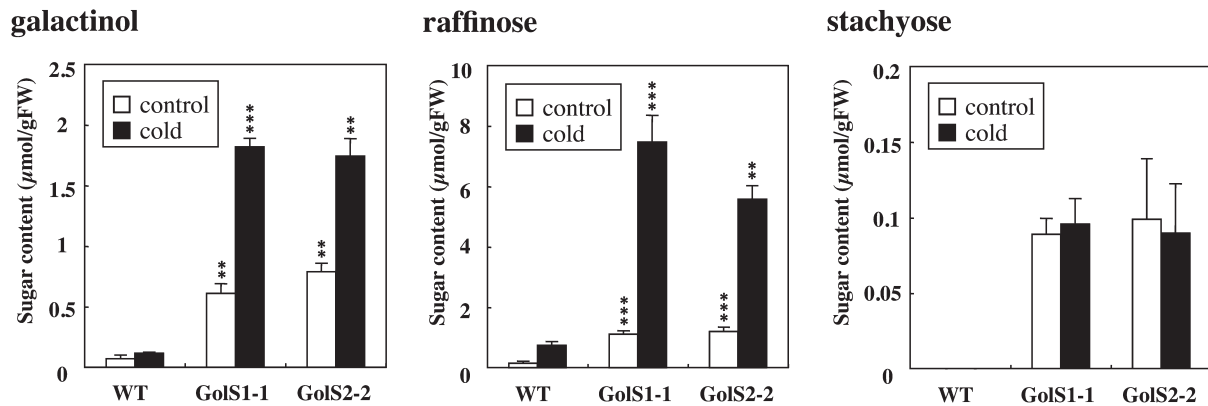 galactinol
Sugar content (µmol/gFW)
2.5
2
1.5
1
0.5
0
control
cold
***
**
**
**
WT GolS1-1 GolS2-2
raffinose
Sugar content (µmol/gFW)
10
8
6
4
2
0
control
cold
***
***
**
***
WT GolS1-1 GolS2-2
stachyose
Sugar content (µmol/gFW)
0.2
0.15
0.1
0.05
0
control
cold
WT GolS1-1 GolS2-2